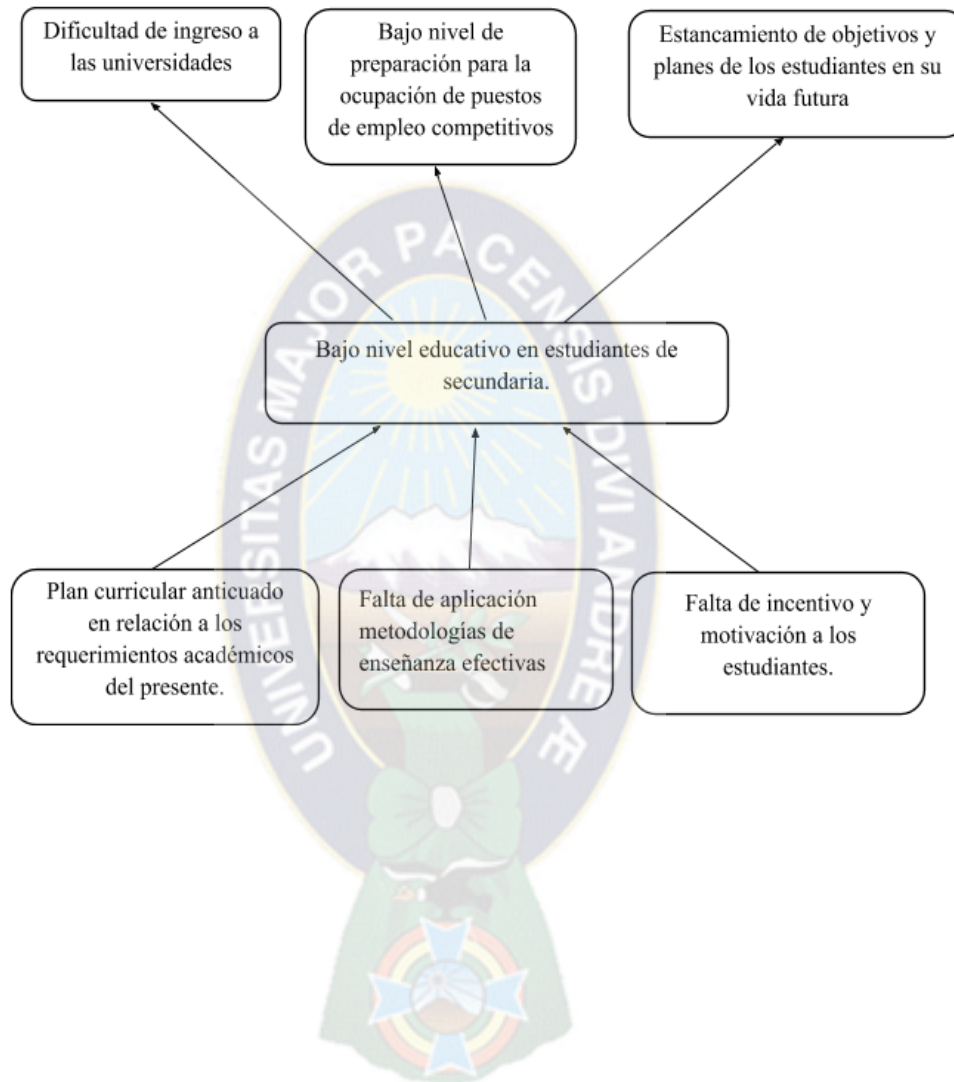 Dificultad de ingreso a
las universidades
Bajo nivel de
preparación para la
ocupación de puestos
de empleo competitivos
Estancamiento de objetivos y
planes de los estudiantes en su
vida futura
Bajo nivel educativo en estudiantes de
secundaria.
Plan curricular anticuado
en relación a los
requerimientos académicos
del presente.
Falta de aplicación
metodologías de
enseñanza efectivas
Falta de incentivo y
motivación a los
estudiantes.
UNIVERSITAS MAJOR PACENSIS DIVI ANDREÆ